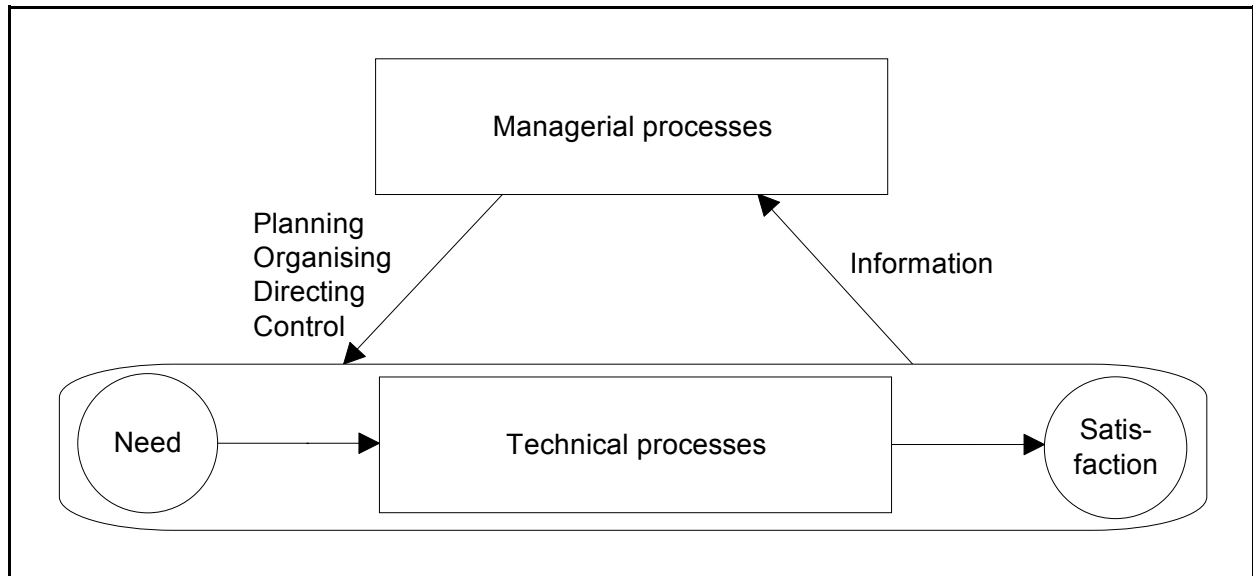 Managerial processes
Planning
Organising
Directing
Control
Information
Need
Technical processes
Satis-
faction